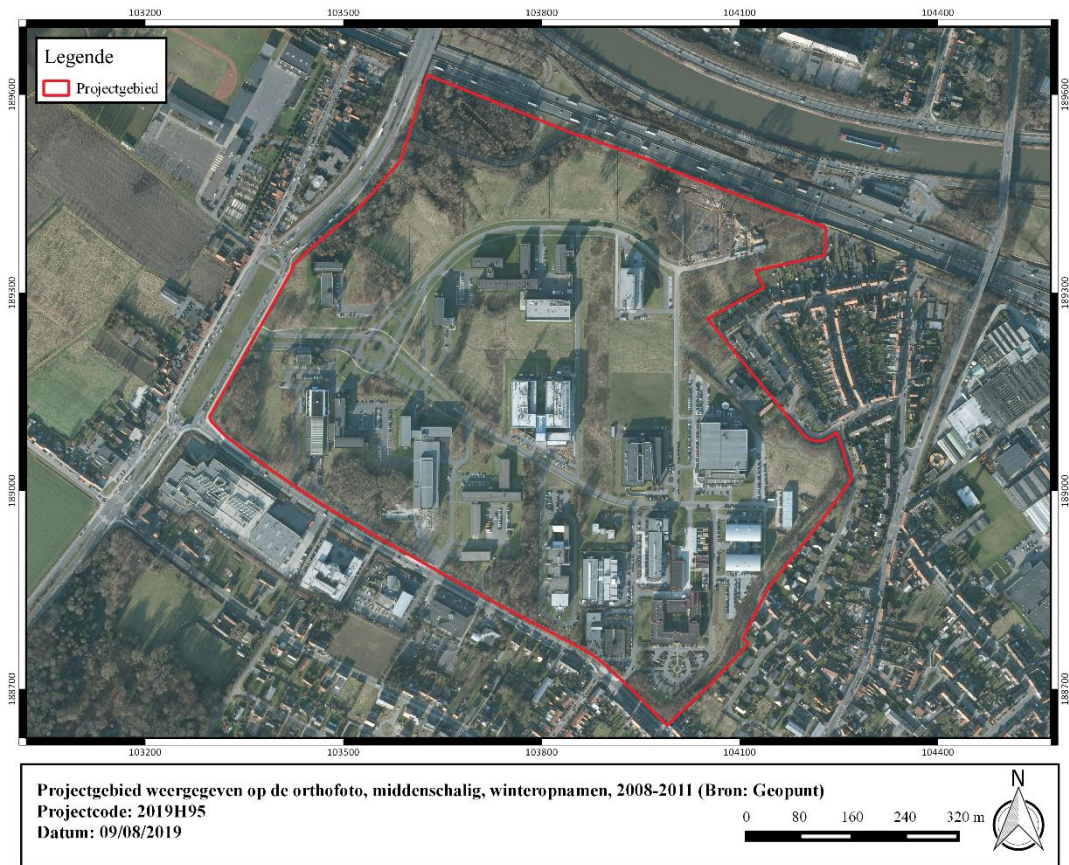 103200 103500 103800 104100 104400
Legende
Projectgebied
189600 189600
189300 189300
189000 189000
188700 188700
103200 103500 103800 104100 104400
Projectgebied weergegeven op de orthofoto, middenschalig, winteropnamen, 2008-2011 (Bron: Geopunt)
Projectcode: 2019H95
Datum: 09/08/2019
0 80 160 240 320 m
N